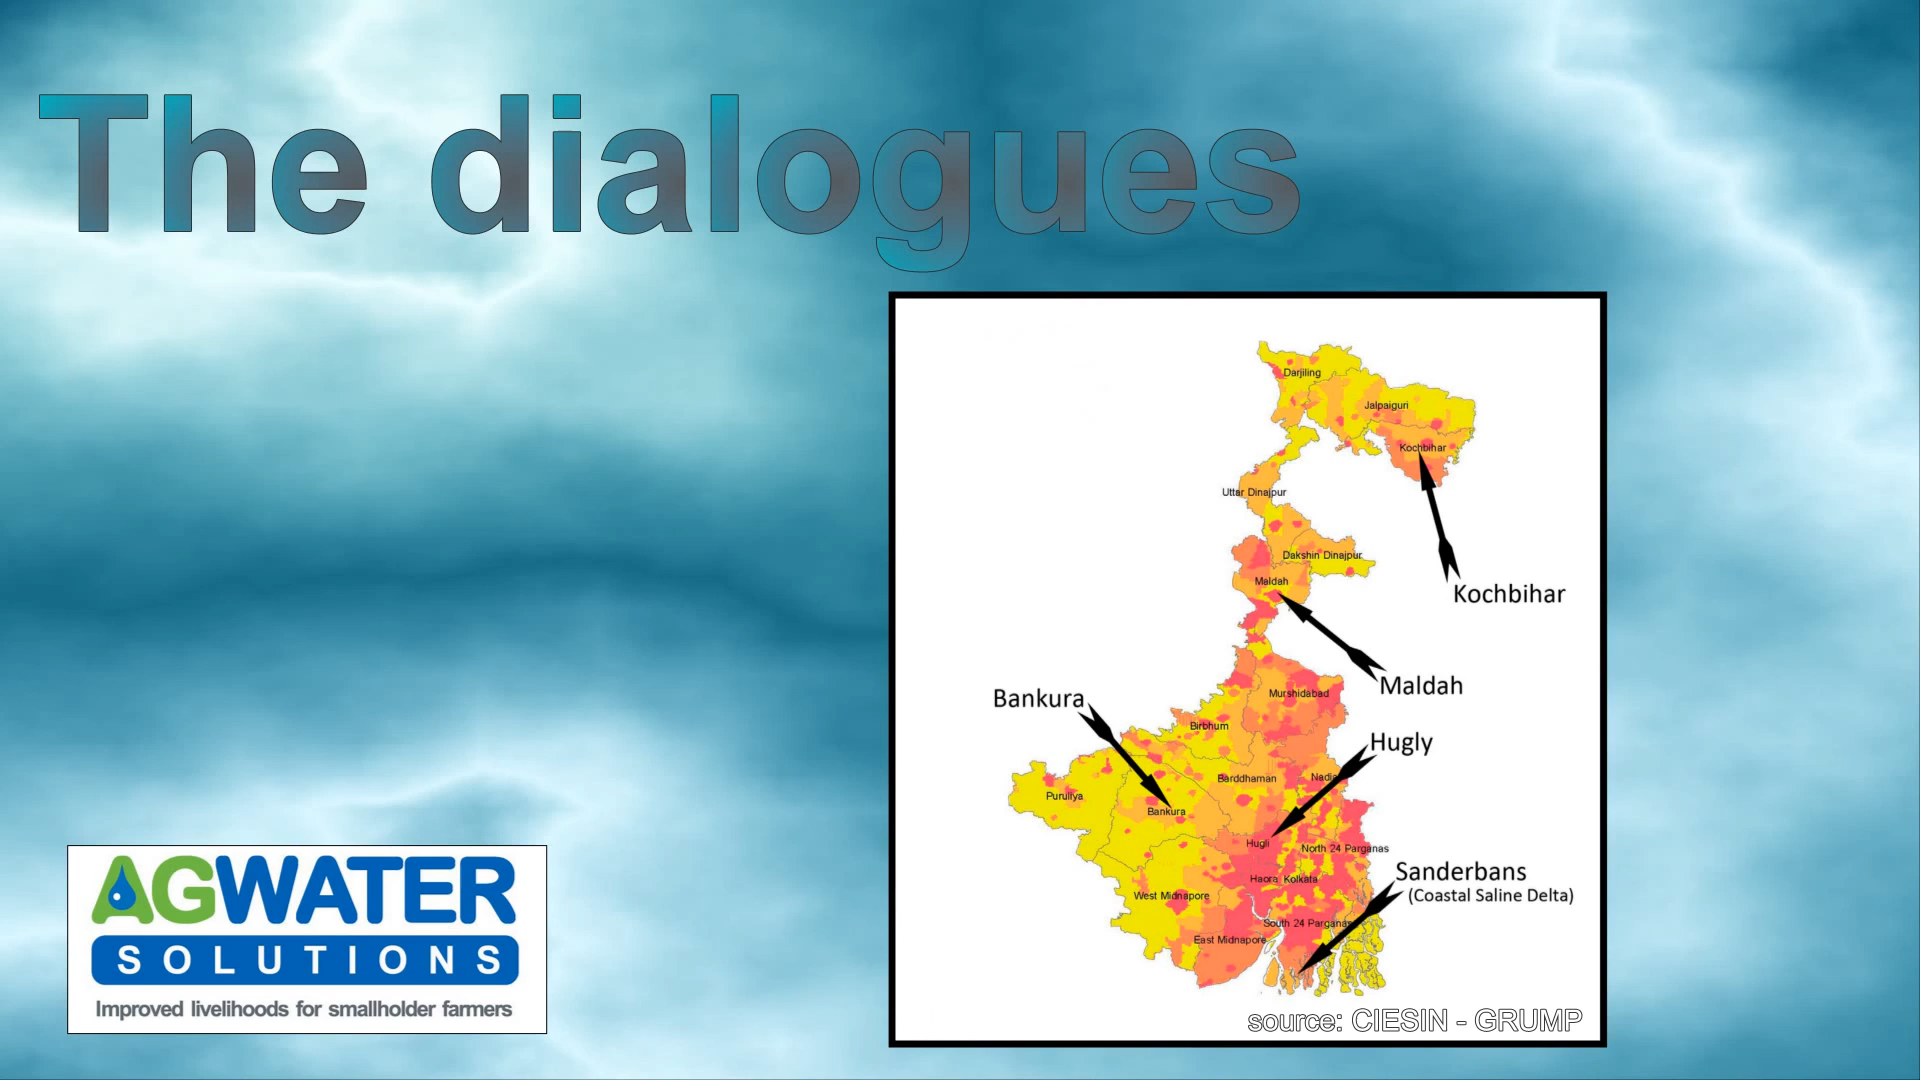 The dialogues
Darjiling
Jalpaiguri
Kochbihar
Uttar Dinajpur
Dakshin Dinajpur
Maldah
Kochbihar
Maldah
Bankura
Murshidabad
Birbhum
Hugly
Barddhaman
Nadia
Puruliya
Bankura
Hugli
North 24 Parganas
Sanderbans
(Coastal Saline Delta)
Haora
Kolkata
West Midnapore
South 24 Parganas
East Midnapore
source: CIESIN - GRUMP
AGWATER
SOLUTIONS
Improved livelihoods for smallholder farmers